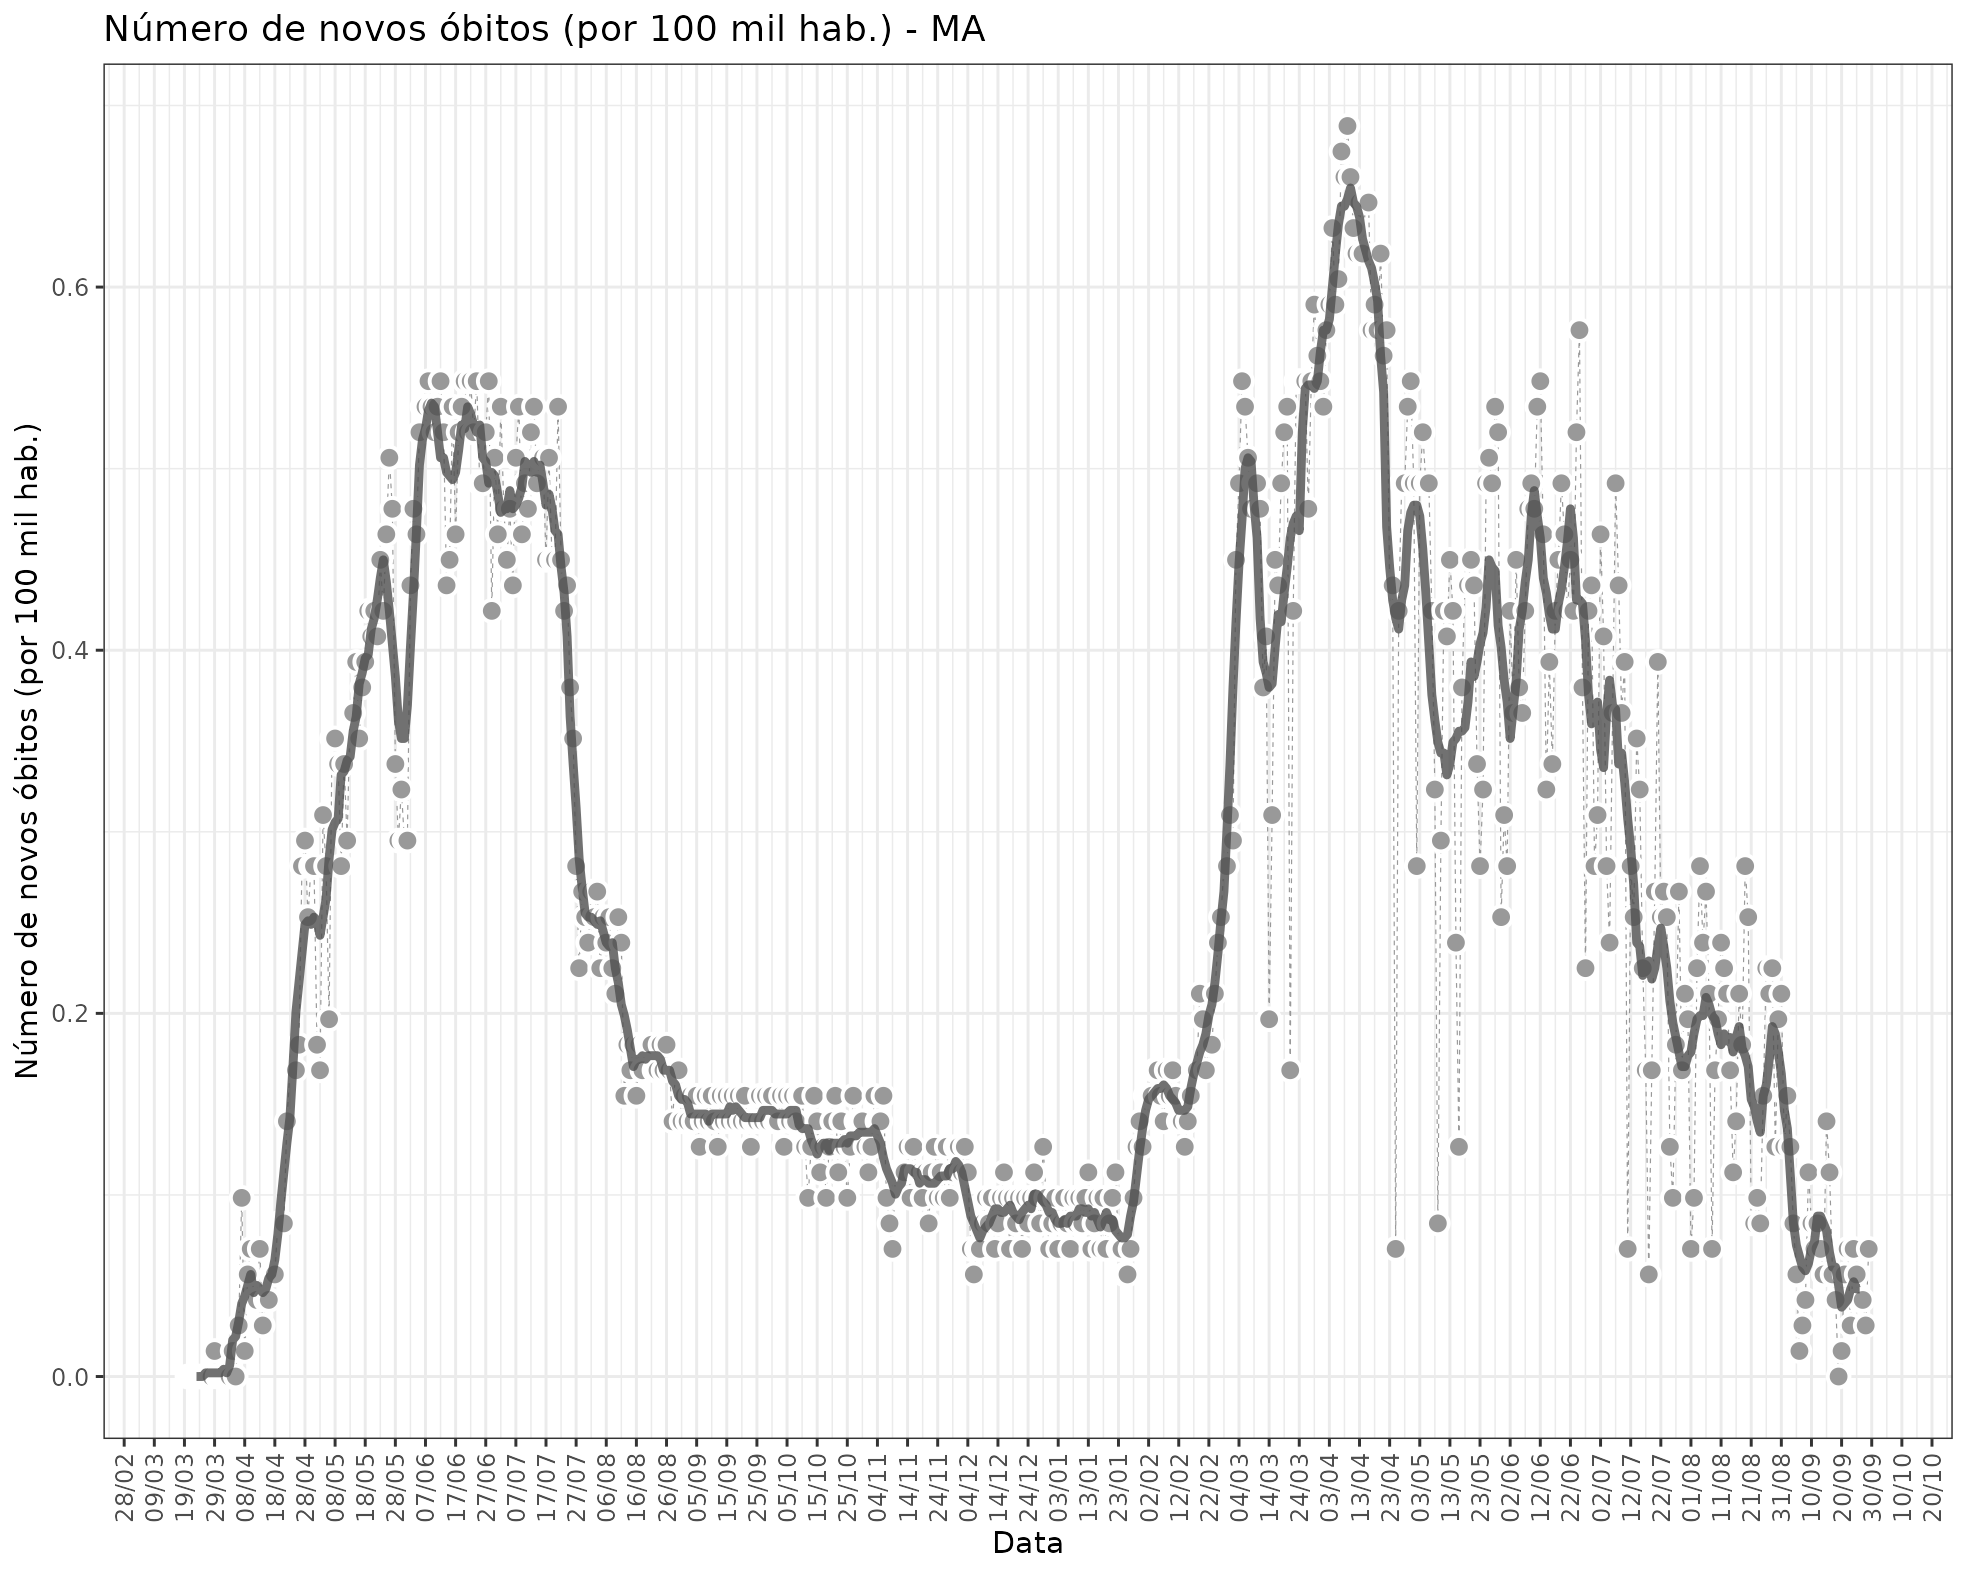 Número de novos óbitos (por 100 mil hab.) - MA
Número de novos óbitos (por 100 mil hab.)
0.6
0.4
0.2
0.0
28/02 09/03 19/03 29/03 08/04 18/04 28/04 08/05 18/05 28/05 07/06 17/06 27/06 07/07 17/07 27/07 06/08 16/08 26/08 05/09 15/09 25/09 05/10 15/10 25/10 04/11 14/11 24/11 04/12 14/12 24/12 03/01 13/01 23/01 02/02 12/02 22/02 04/03 14/03 24/03 03/04 13/04 23/04 03/05 13/05 23/05 02/06 12/06 22/06 02/07 12/07 22/07 01/08 11/08 21/08 31/08 10/09 20/09 30/09 10/10 20/10
Data